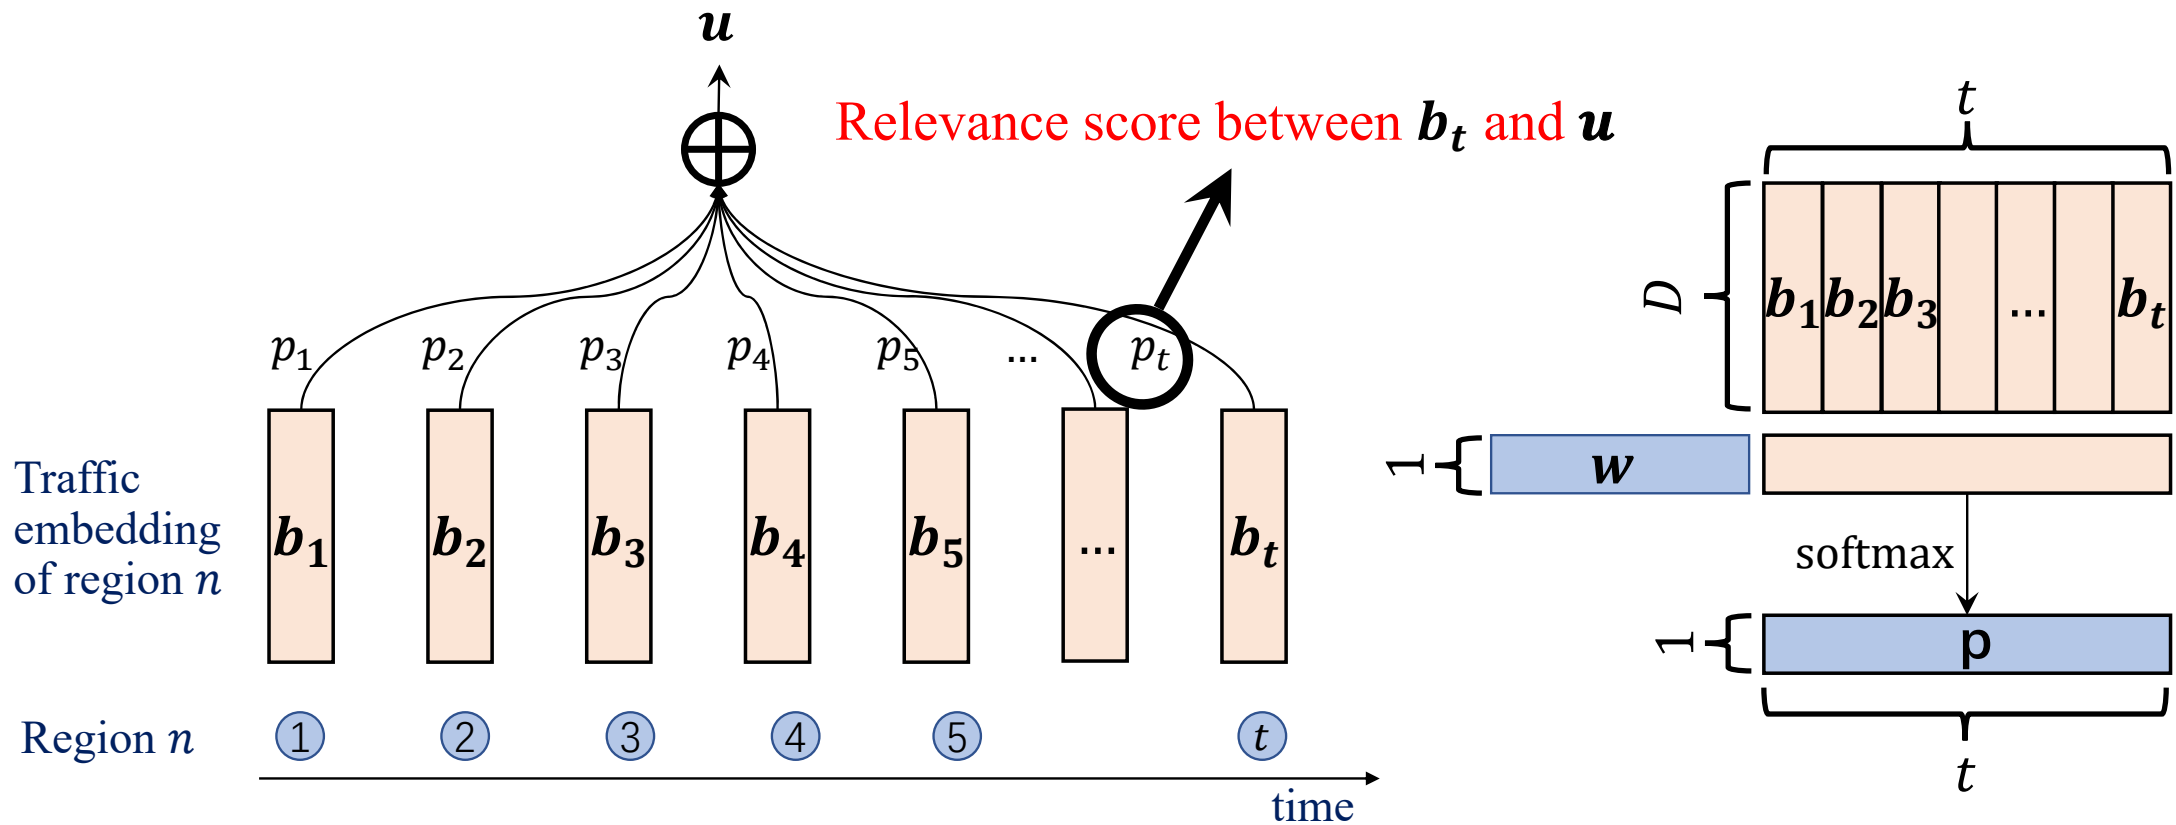 u
Relevance score between b_t and u
p_1 p_2 p_3 p_4 p_5 ... p_t
Traffic
embedding
of region n
b_1 b_2 b_3 b_4 b_5 ... b_t
Region n
1 2 3 4 5 t
time
t
D
b_1 b_2 b_3 ... b_t
1
w
softmax
1
p
t